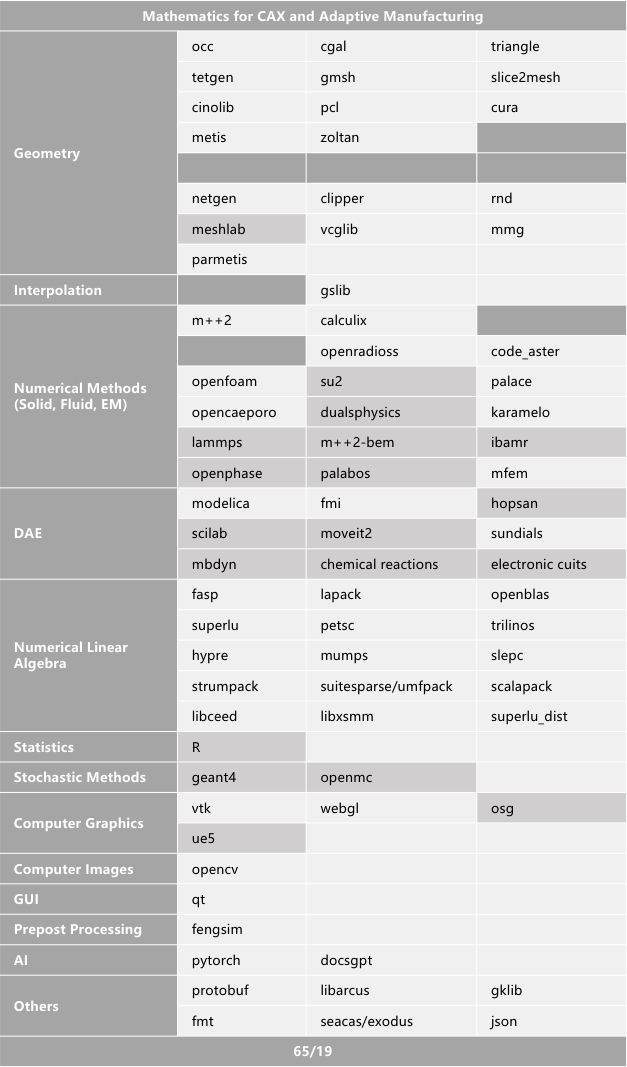 Mathematics for CAX and Adaptive Manufacturing
Geometry
occ cgal triangle
tetgen gmsh slice2mesh
cinolib pcl cura
metis zoltan
netgen clipper rnd
meshlab vcglib mmg
parmetis
Interpolation gslib
Numerical Methods
(Solid, Fluid, EM)
m++2 calculix
openradioss code_aster
openfoam su2 palace
opencaeporo dualsphysics karamelo
lammps m++2-bem ibamr
openphase palabos mfem
DAE
modelica fmi hopsan
scilab moveit2 sundials
mbdyn chemical reactions electronic cuits
Numerical Linear
Algebra
fasp lapack openblas
superlu petsc trilinos
hypre mumps slepc
strumpack suitesparse/umfpack scalapack
libceed libxsmm superlu_dist
Statistics R
Stochastic Methods geant4 openmc
Computer Graphics
vtk webgl osg
ue5
Computer Images opencv
GUI qt
Prepost Processing fengsim
AI pytorch docsgpt
Others
protobuf libarcus gklib
fmt seacas/exodus json
65/19